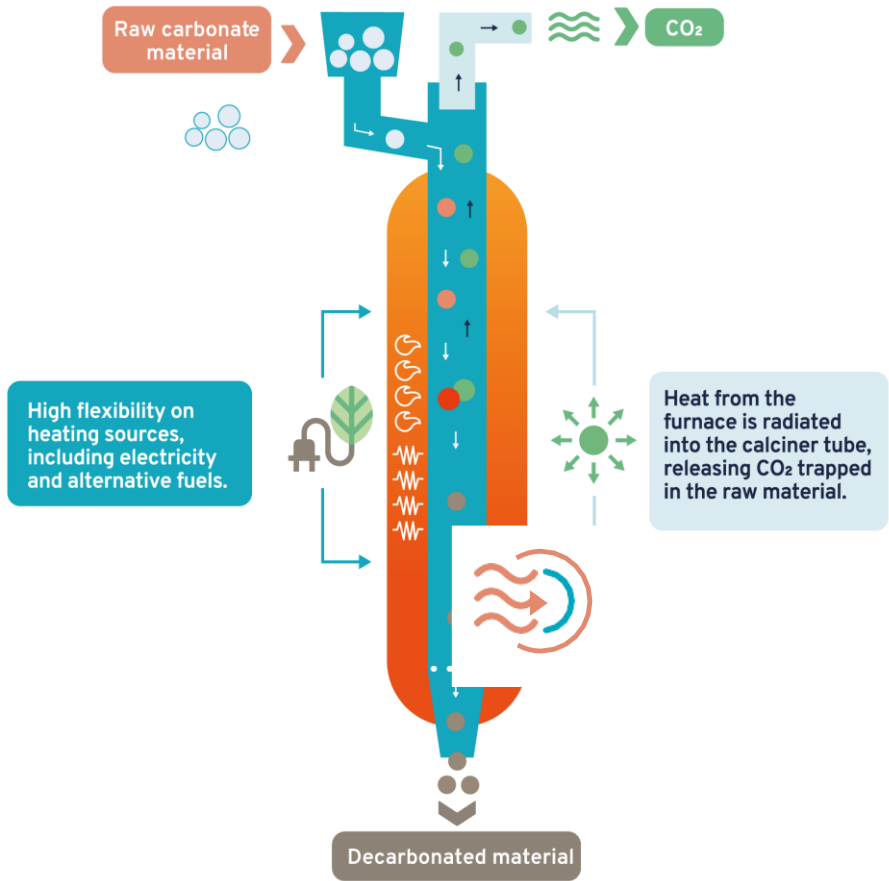 Raw carbonate
material
CO₂
High flexibility on
heating sources,
including electricity
and alternative fuels.
Heat from the
furnace is radiated
into the calciner tube,
releasing CO₂ trapped
in the raw material.
Decarbonated material